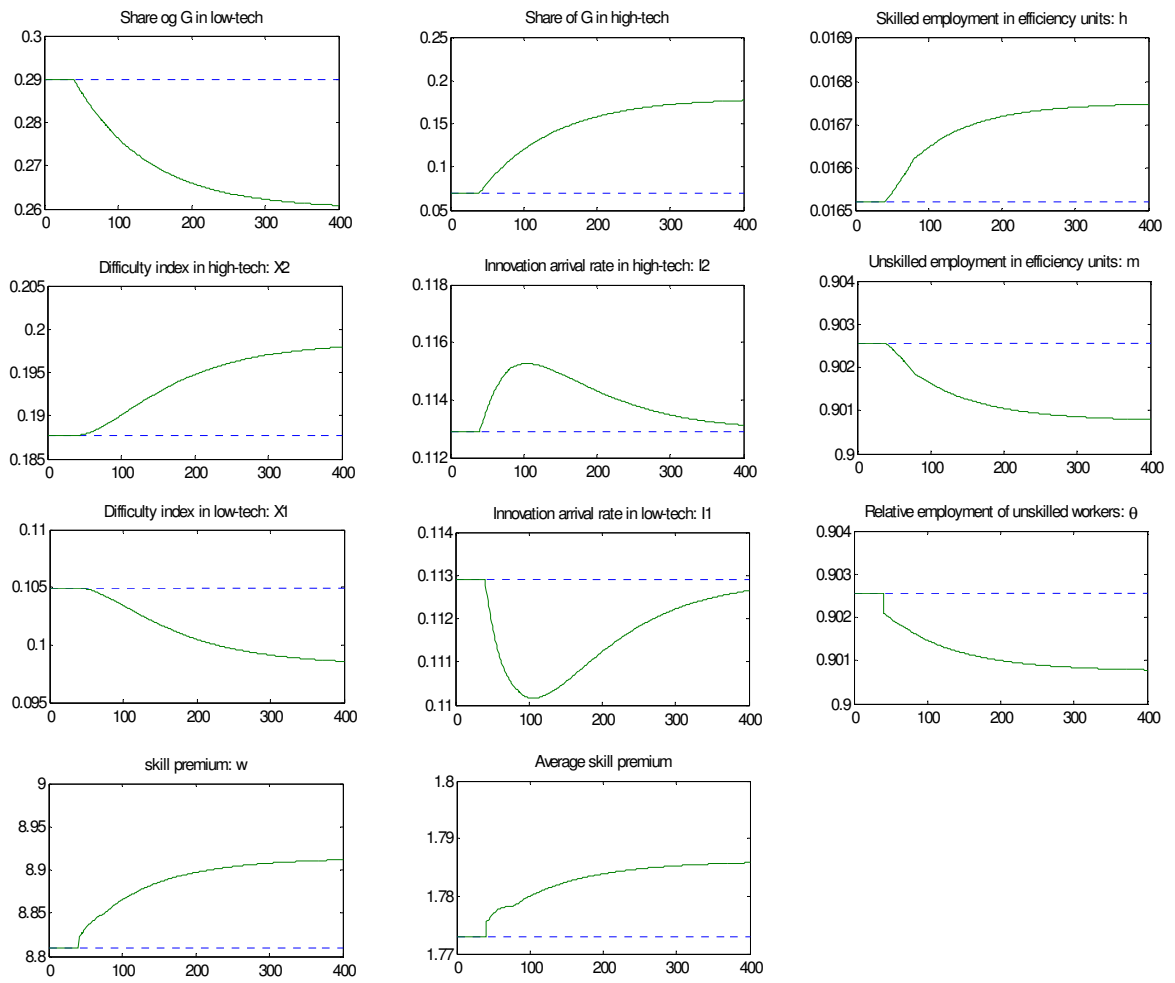 Share og G in low-tech
0.3
0.29
0.28
0.27
0.26
0 100 200 300 400
Share of G in high-tech
0.25
0.2
0.15
0.1
0.05
0 100 200 300 400
Skilled employment in efficiency units: h
0.0169
0.0168
0.0167
0.0166
0.0165
0 100 200 300 400
Difficulty index in high-tech: X2
0.205
0.2
0.195
0.19
0.185
0 100 200 300 400
Innovation arrival rate in high-tech: I2
0.118
0.116
0.114
0.112
0 100 200 300 400
Unskilled employment in efficiency units: m
0.904
0.903
0.902
0.901
0.9
0 100 200 300 400
Difficulty index in low-tech: X1
0.11
0.105
0.1
0.095
0 100 200 300 400
Innovation arrival rate in low-tech: I1
0.114
0.113
0.112
0.111
0.11
0 100 200 300 400
Relative employment of unskilled workers: θ
0.904
0.903
0.902
0.901
0.9
0 100 200 300 400
skill premium: w
9
8.95
8.9
8.85
8.8
0 100 200 300 400
Average skill premium
1.8
1.79
1.78
1.77
0 100 200 300 400